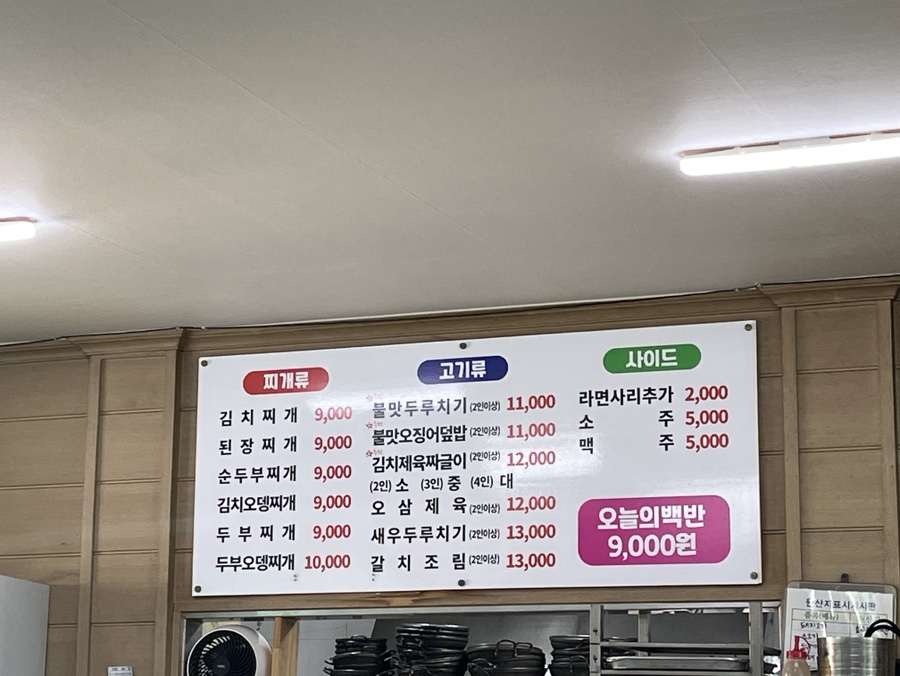 찌개류
김치찌개 9,000
된장찌개 9,000
순두부찌개 9,000
김치오뎅찌개 9,000
두부찌개 9,000
두부오뎅찌개 10,000
고기류
불맛두루치기(2인이상) 11,000
불맛오징어덮밥(2인이상) 11,000
김치제육짜글이(2인이상) 12,000
(2인)소 (3인)중 (4인)대
오삼제육(2인이상) 12,000
새우두루치기(2인이상) 13,000
갈치조림(2인이상) 13,000
사이드
라면사리추가 2,000
소주 5,000
맥주 5,000
오늘의백반
9,000원
원산지표시게시판